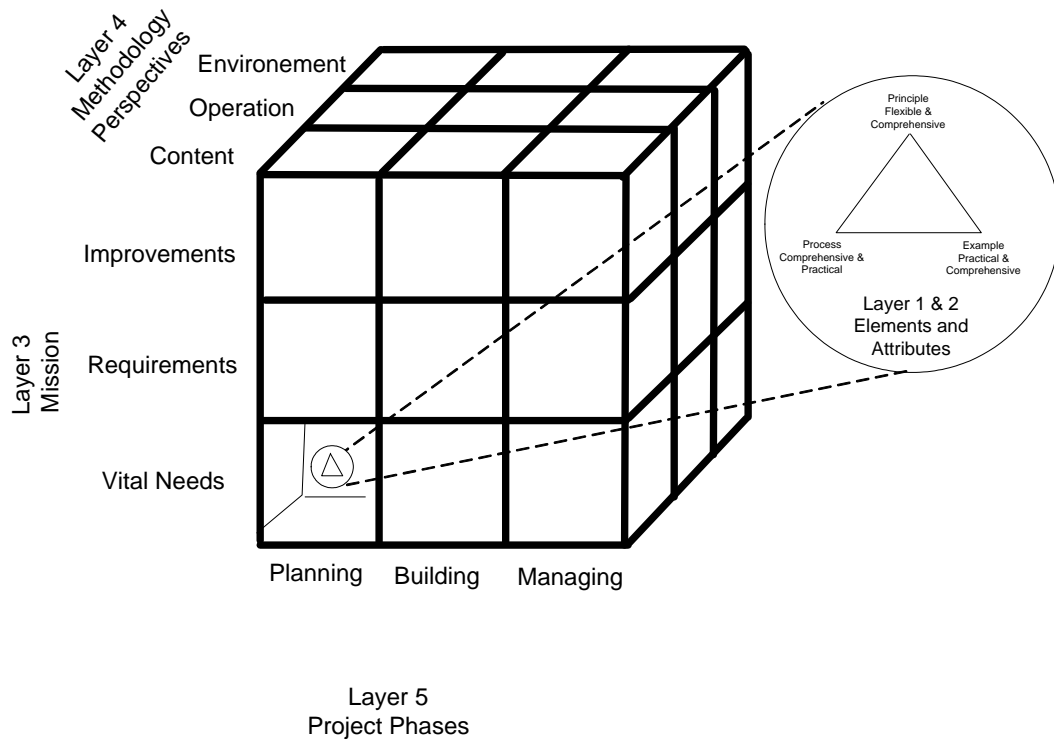 Layer 4
Methodology
Perspectives
Environement
Operation
Content
Improvements
Requirements
Vital Needs
Layer 3
Mission
Planning
Building
Managing
Layer 5
Project Phases
Principle
Flexible &
Comprehensive
Process
Comprehensive &
Practical
Example
Practical &
Comprehensive
Layer 1 & 2
Elements and
Attributes